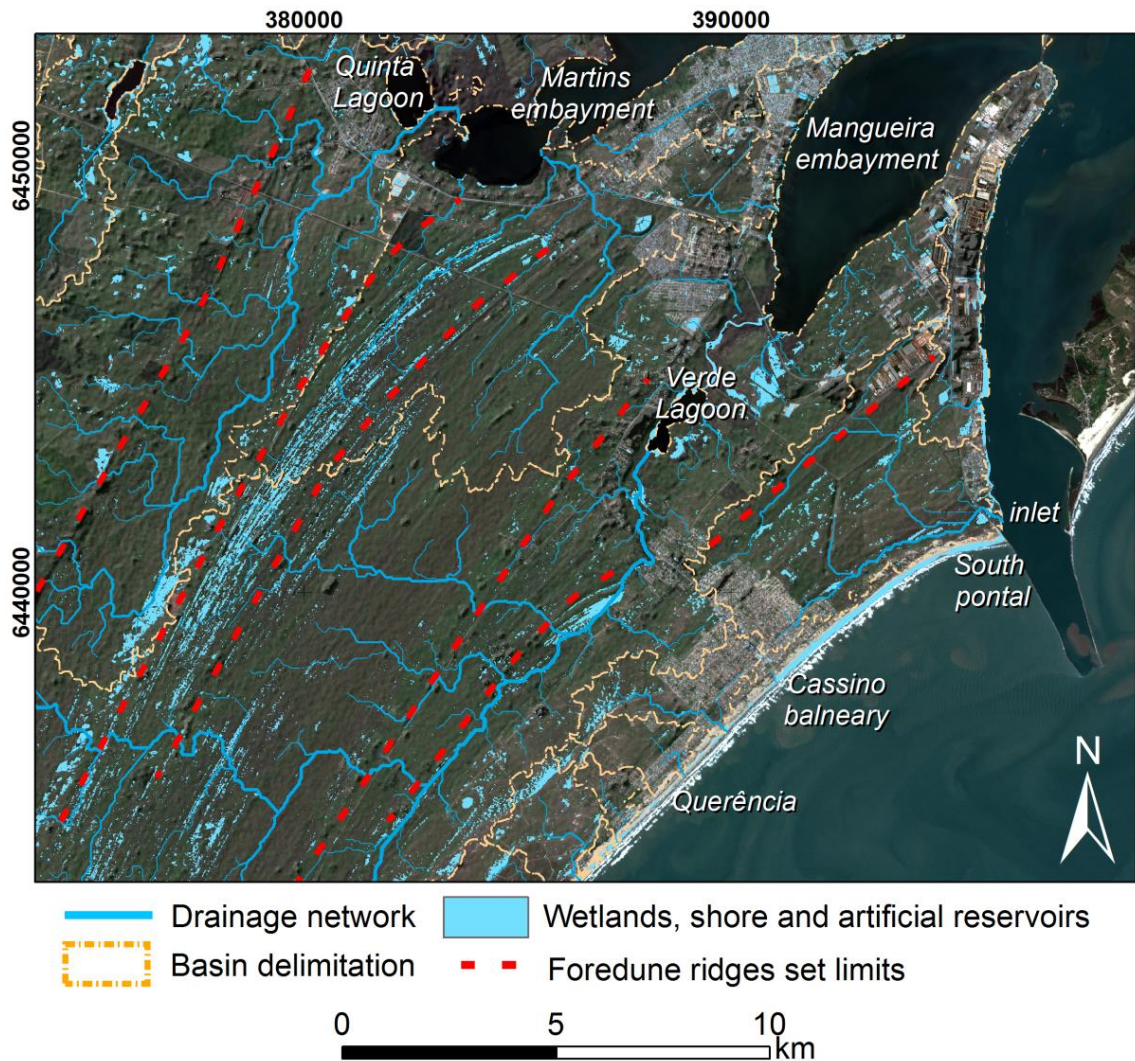 380000
390000
6450000
6440000
Quinta
Lagoon
Martins
embayment
Mangueira
embayment
Verde
Lagoon
inlet
South
pontal
Cassino
balneary
Querência
N
Drainage network
Wetlands, shore and artificial reservoirs
Basin delimitation
Foredune ridges set limits
0
5
10
km